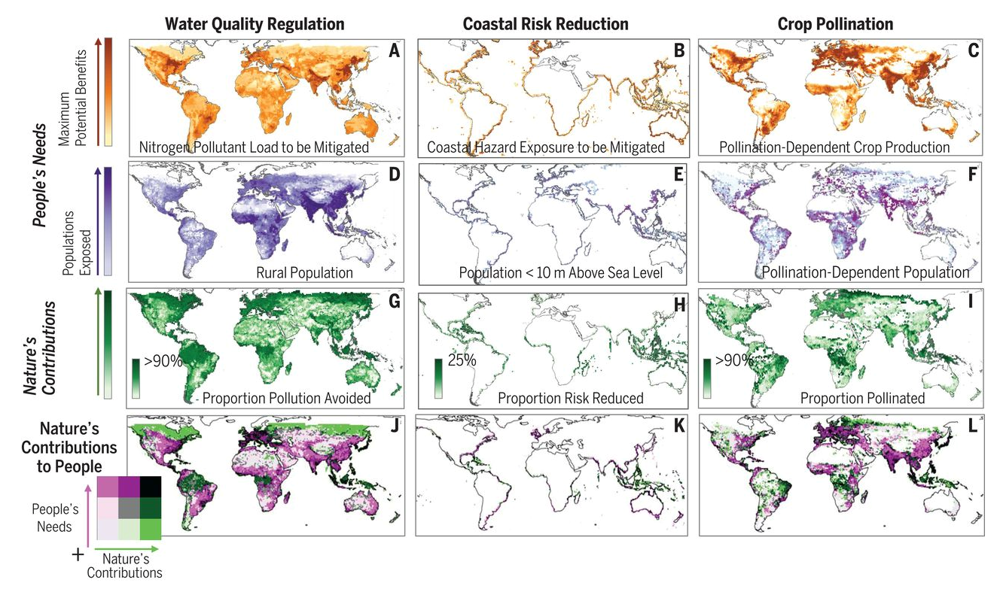 Water Quality Regulation
Coastal Risk Reduction
Crop Pollination
People's Needs
Maximum
Potential Benefits
A
Nitrogen Pollutant Load to be Mitigated
B
Coastal Hazard Exposure to be Mitigated
C
Pollination-Dependent Crop Production
Populations
Exposed
D
Rural Population
E
Population < 10 m Above Sea Level
F
Pollination-Dependent Population
Nature's
Contributions
G
>90%
Proportion Pollution Avoided
H
25%
Proportion Risk Reduced
I
>90%
Proportion Pollinated
Nature's
Contributions
to People
J
K
L
People's
Needs
+
Nature's
Contributions